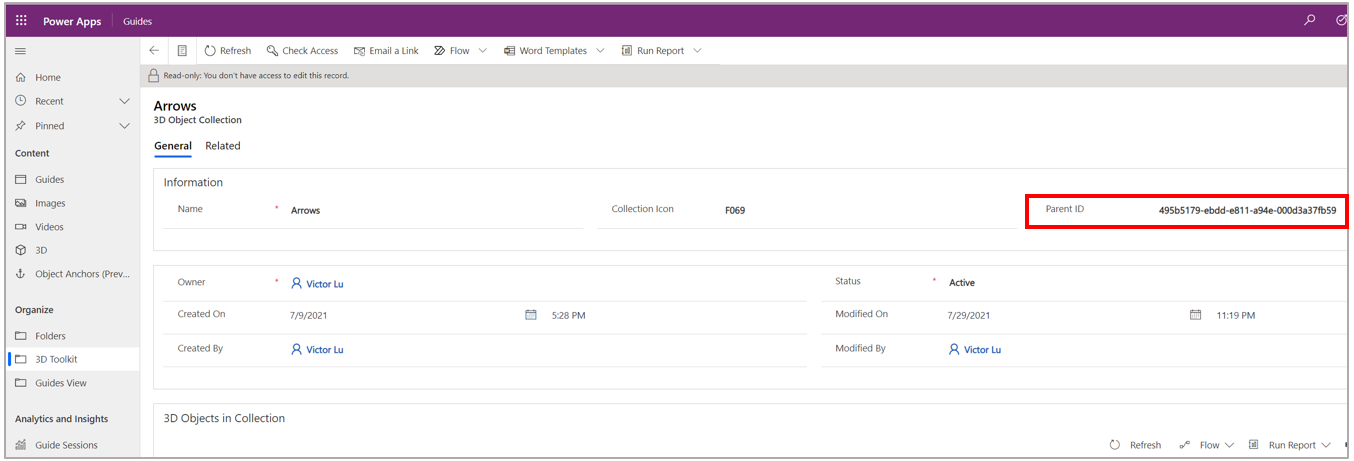 Power Apps Guides
Refresh Check Access Email a Link Flow Word Templates Run Report
Read-only: You don't have access to edit this record.
Home
Recent
Pinned
Content
Guides
Images
Videos
3D
Object Anchors (Prev...
Organize
Folders
3D Toolkit
Guides View
Analytics and Insights
Guide Sessions
Arrows
3D Object Collection
General Related
Information
Name * Arrows Collection Icon F069 Parent ID 495b5179-ebdd-e811-a94e-000d3a37fb59
Owner * Victor Lu Status * Active
Created On 7/9/2021 5:28 PM Modified On 7/29/2021 11:19 PM
Created By Victor Lu Modified By Victor Lu
3D Objects in Collection
Refresh Flow Run Report